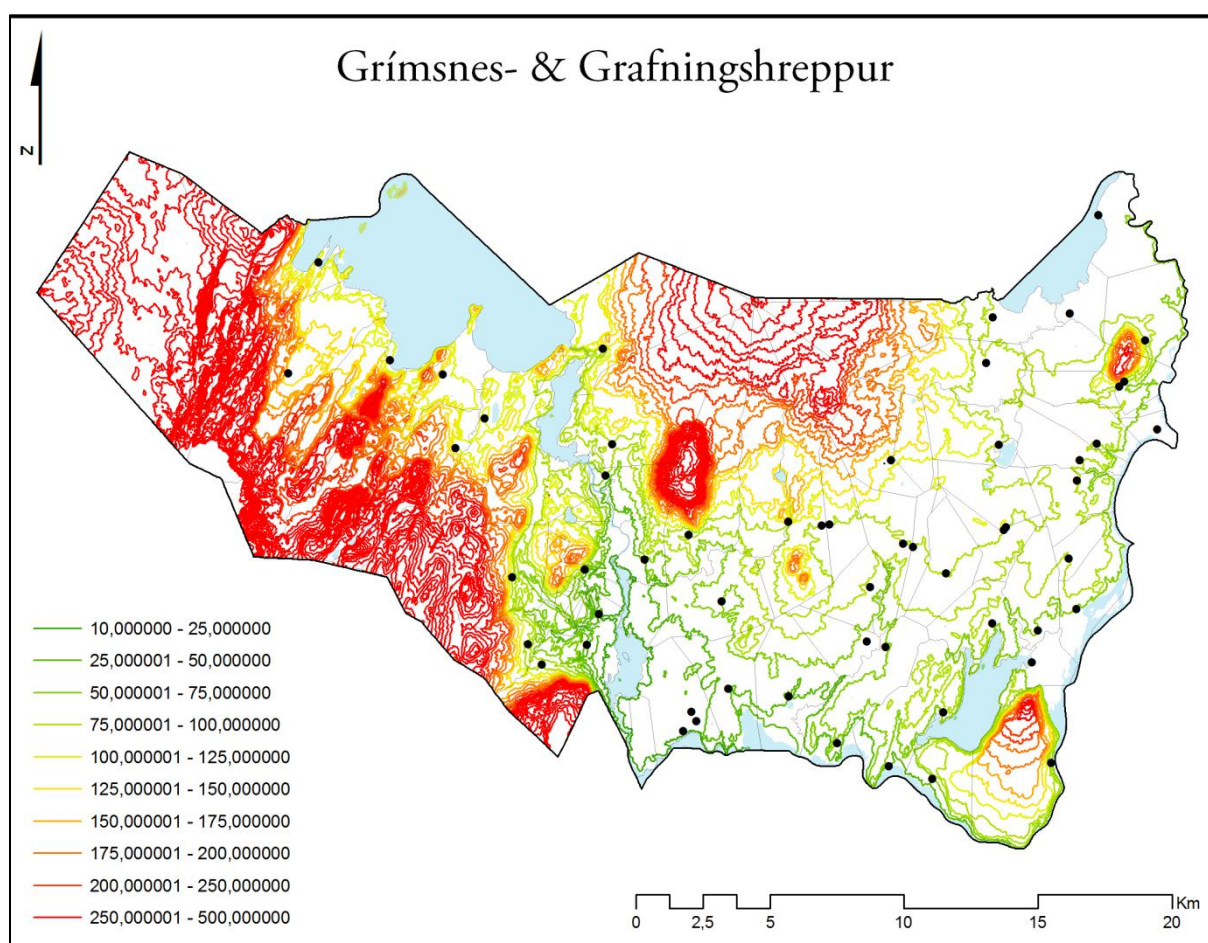 Grímsnes- & Grafningshreppur
N
10,000000 - 25,000000
25,000001 - 50,000000
50,000001 - 75,000000
75,000001 - 100,000000
100,000001 - 125,000000
125,000001 - 150,000000
150,000001 - 175,000000
175,000001 - 200,000000
200,000001 - 250,000000
250,000001 - 500,000000
Km
0 2,5 5 10 15 20